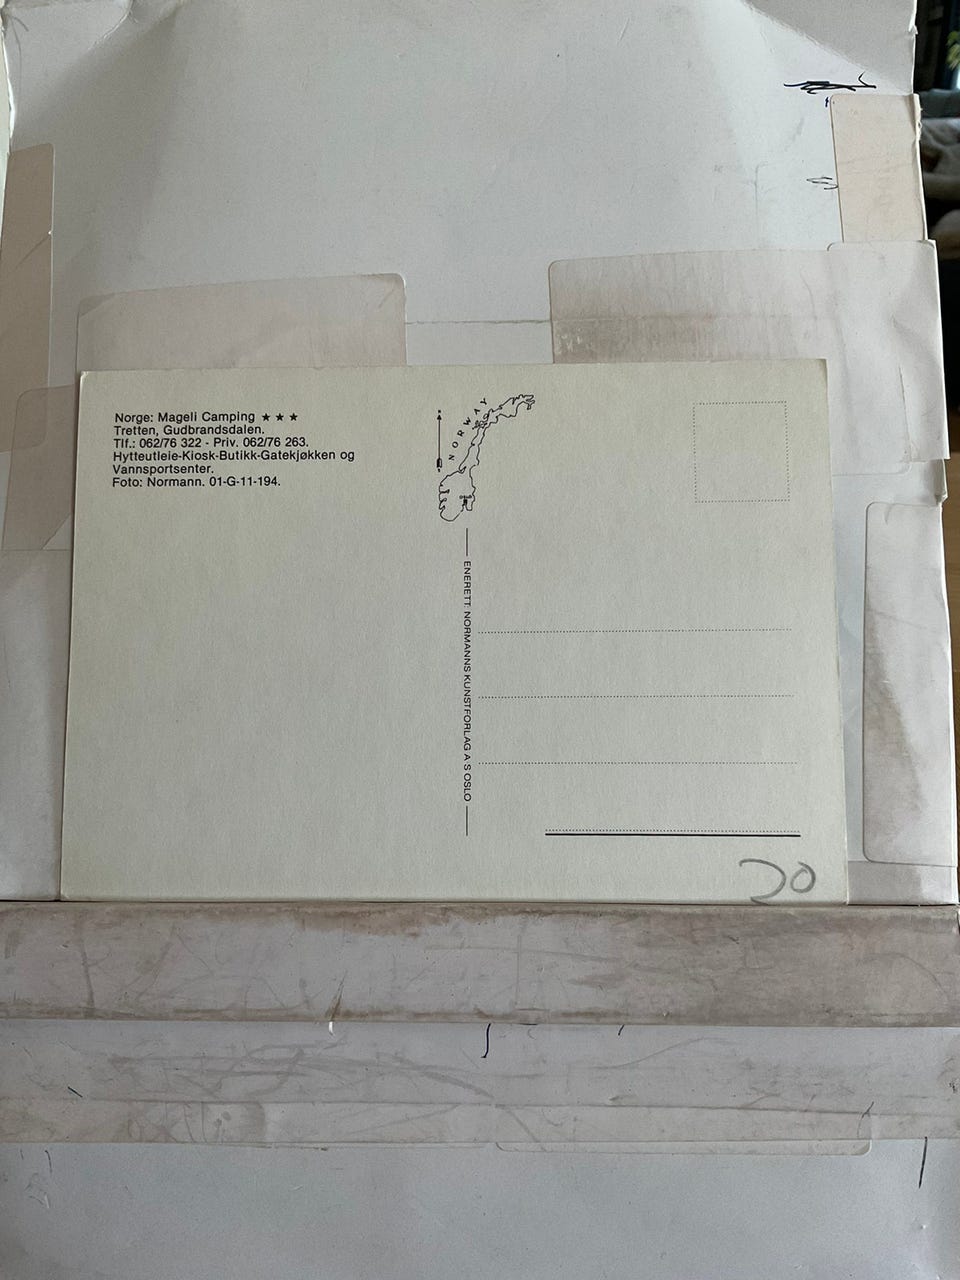 Norge: Mageli Camping ★ ★ ★
Tretten, Gudbrandsdalen.
Tlf.: 062/76 322 - Priv. 062/76 263.
Hytteutleie-Kiosk-Butikk-Gatekjøkken og
Vannsportsenter.
Foto: Normann. 01-G-11-194.
NORWAY
ENERETT: NORMANNS KUNSTFORLAG A/S OSLO
20